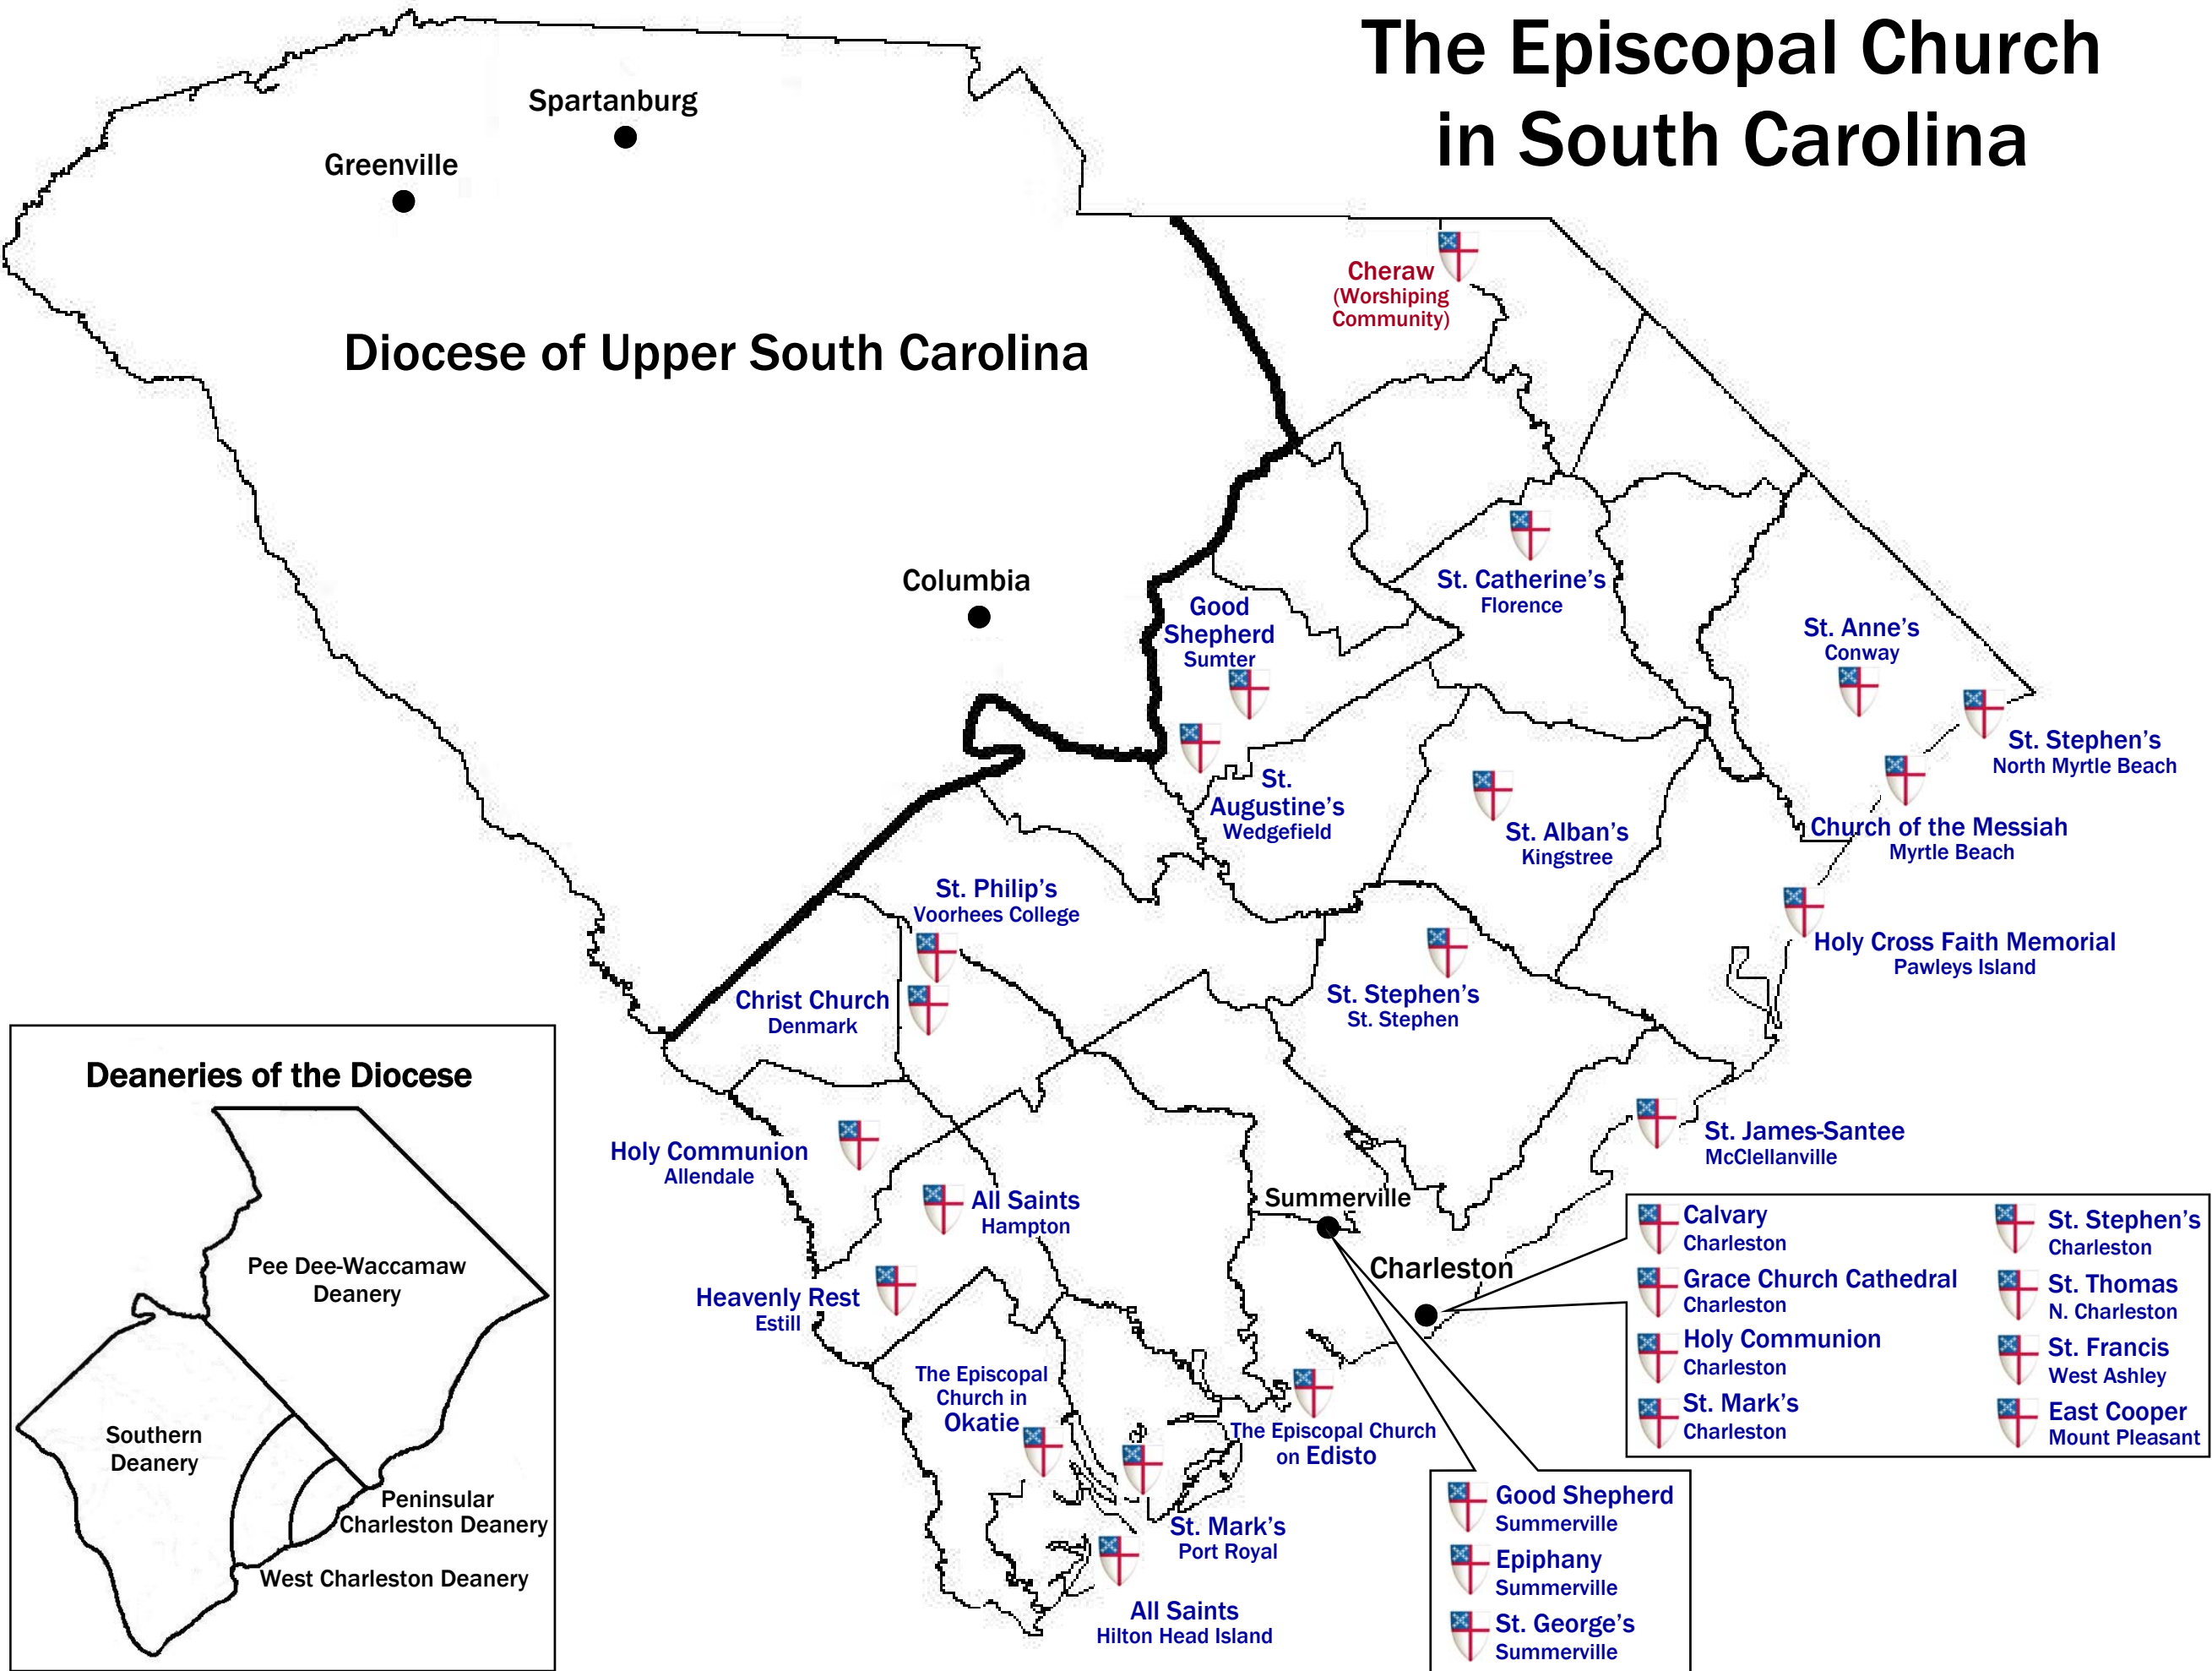 The Episcopal Church
in South Carolina
Spartanburg
Greenville
Diocese of Upper South Carolina
Columbia
Cheraw
(Worshiping
Community)
St. Catherine's
Florence
Good
Shepherd
Sumter
St. Anne's
Conway
St. Stephen's
North Myrtle Beach
St.
Augustine's
Wedgefield
St. Alban's
Kingstree
Church of the Messiah
Myrtle Beach
St. Philip's
Voorhees College
Holy Cross Faith Memorial
Pawleys Island
Christ Church
Denmark
St. Stephen's
St. Stephen
Holy Communion
Allendale
St. James-Santee
McClellanville
All Saints
Hampton
Summerville
Charleston
Heavenly Rest
Estill
The Episcopal
Church in
Okatie
The Episcopal Church
on Edisto
St. Mark's
Port Royal
All Saints
Hilton Head Island
Calvary
Charleston
Grace Church Cathedral
Charleston
Holy Communion
Charleston
St. Mark's
Charleston
St. Stephen's
Charleston
St. Thomas
N. Charleston
St. Francis
West Ashley
East Cooper
Mount Pleasant
Good Shepherd
Summerville
Epiphany
Summerville
St. George's
Summerville
Deaneries of the Diocese
Pee Dee-Waccamaw
Deanery
Southern
Deanery
Peninsular
Charleston Deanery
West Charleston Deanery